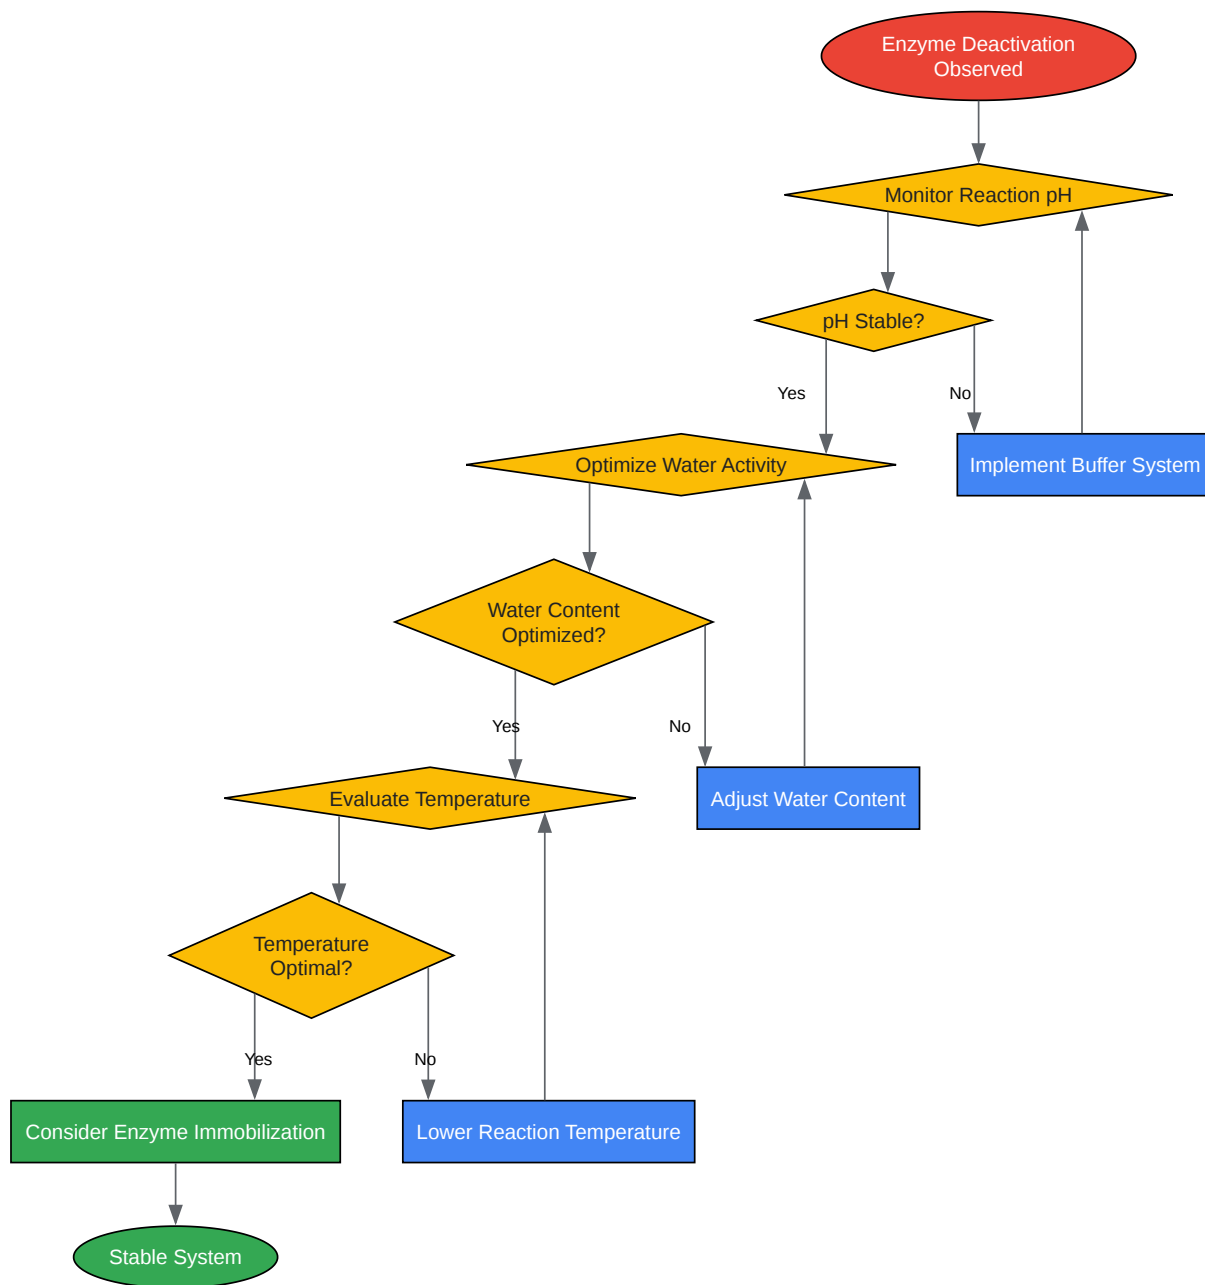 Enzyme Deactivation
Observed
Monitor Reaction pH
pH Stable?
Yes
No
Optimize Water Activity
Implement Buffer System
Water Content
Optimized?
Yes
No
Evaluate Temperature
Adjust Water Content
Temperature
Optimal?
Yes
No
Consider Enzyme Immobilization
Lower Reaction Temperature
Stable System